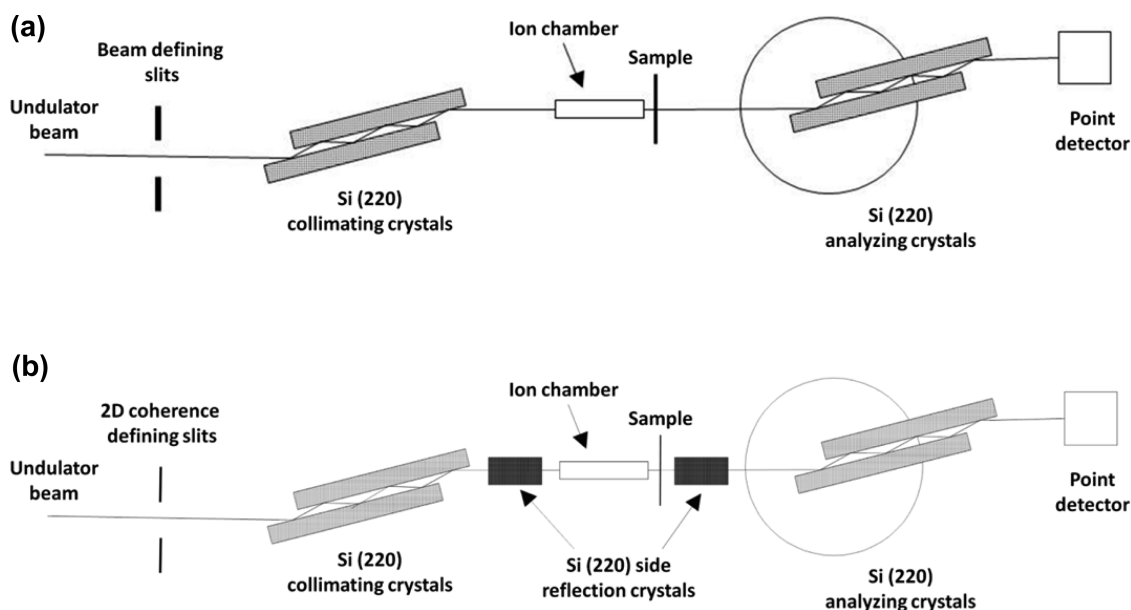 (a)
Beam defining
slits
Undulator
beam
Si (220)
collimating crystals
Ion chamber
Sample
Si (220)
analyzing crystals
Point
detector
(b)
2D coherence
defining slits
Undulator
beam
Si (220)
collimating crystals
Ion chamber
Sample
Si (220) side
reflection crystals
Si (220)
analyzing crystals
Point
detector